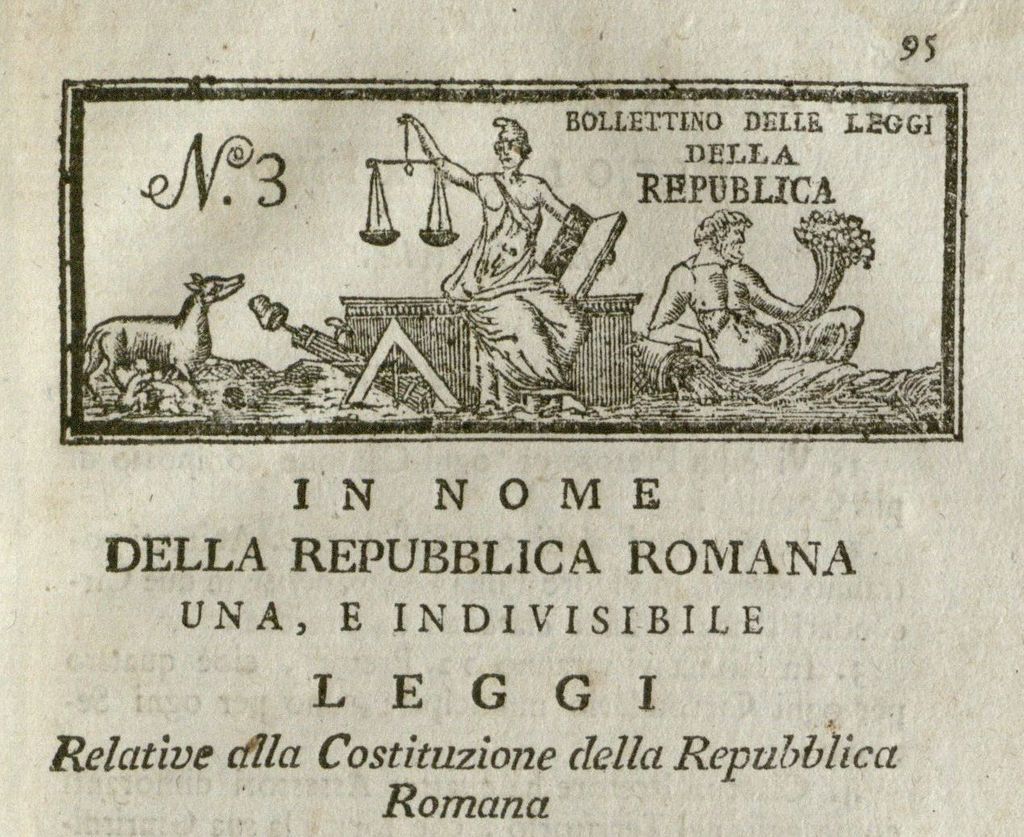 95
N.o 3
BOLLETTINO DELLE LEGGI
DELLA
REPUBLICA
IN NOME
DELLA REPUBBLICA ROMANA
UNA, E INDIVISIBILE
LEGGI
Relative alla Costituzione della Repubblica
Romana